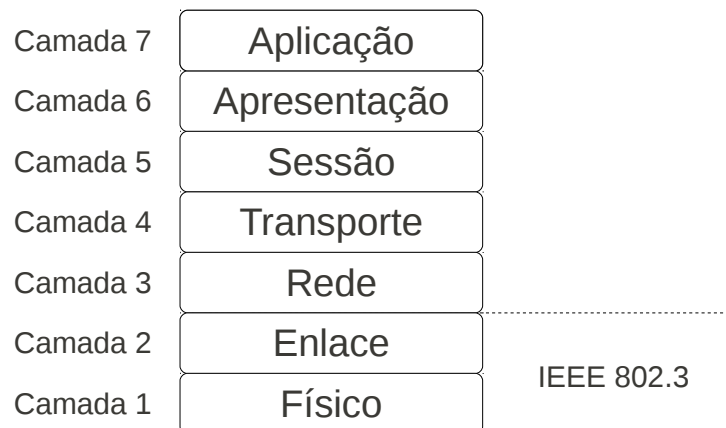 Camada 7 Aplicação
Camada 6 Apresentação
Camada 5 Sessão
Camada 4 Transporte
Camada 3 Rede
Camada 2 Enlace
IEEE 802.3
Camada 1 Físico